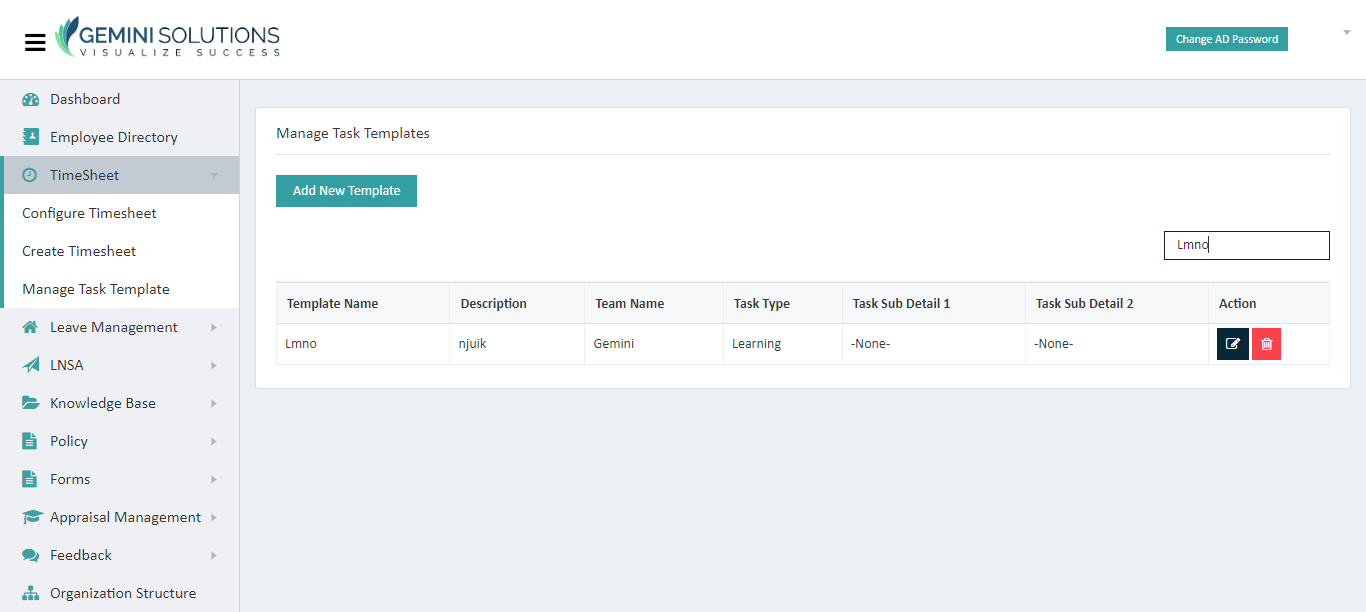 GEMINI SOLUTIONS
VISUALIZE SUCCESS
Change AD Password
Dashboard
Employee Directory
TimeSheet
Configure Timesheet
Create Timesheet
Manage Task Template
Leave Management
LNSA
Knowledge Base
Policy
Forms
Appraisal Management
Feedback
Organization Structure
Manage Task Templates
Add New Template
Lmno
Template Name Description Team Name Task Type Task Sub Detail 1 Task Sub Detail 2 Action
Lmno njuik Gemini Learning -None- -None-